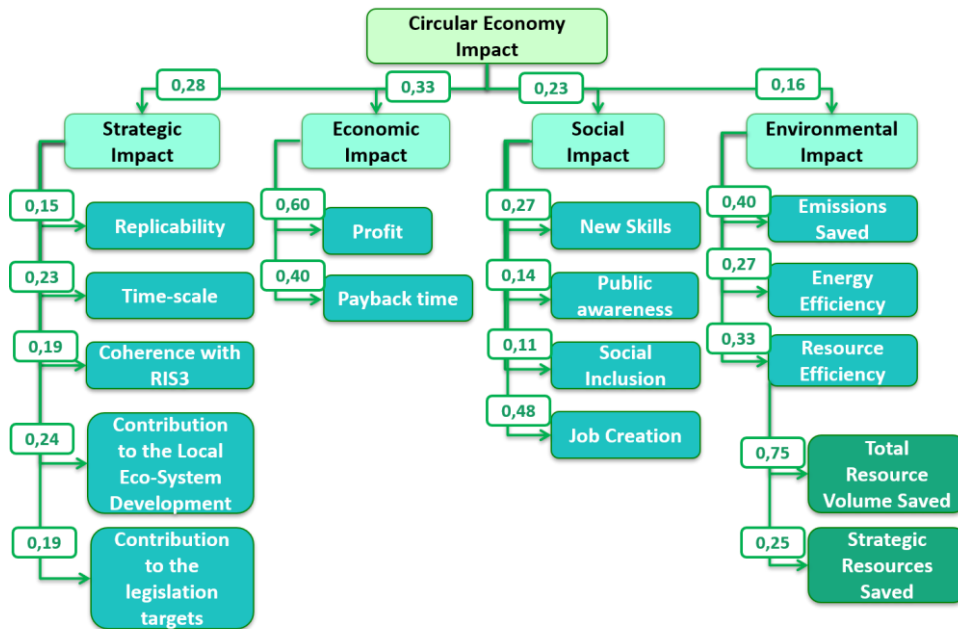 Circular Economy
Impact
0,28
0,33
0,23
0,16
Strategic
Impact
Economic
Impact
Social
Impact
Environmental
Impact
0,15
Replicability
0,23
Time-scale
0,19
Coherence with
RIS3
0,24
Contribution
to the Local
Eco-System
Development
0,19
Contribution
to the
legislation
targets
0,60
Profit
0,40
Payback time
0,27
New Skills
0,14
Public
awareness
0,11
Social
Inclusion
0,48
Job Creation
0,40
Emissions
Saved
0,27
Energy
Efficiency
0,33
Resource
Efficiency
0,75
Total
Resource
Volume Saved
0,25
Strategic
Resources
Saved